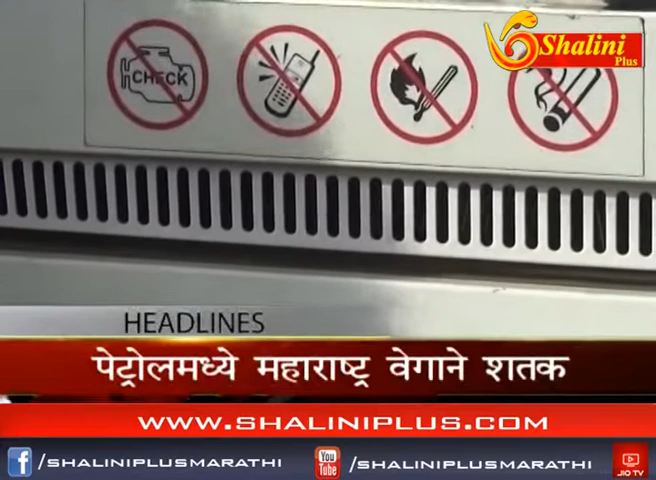 Shalini
Plus
CHECK
HEADLINES
पेट्रोलमध्ये महाराष्ट्र वेगाने शतक
WWW.SHALINIPLUS.COM
f /SHALINIPLUSMARATHI You Tube /SHALINIPLUSMARATHI JIO TV